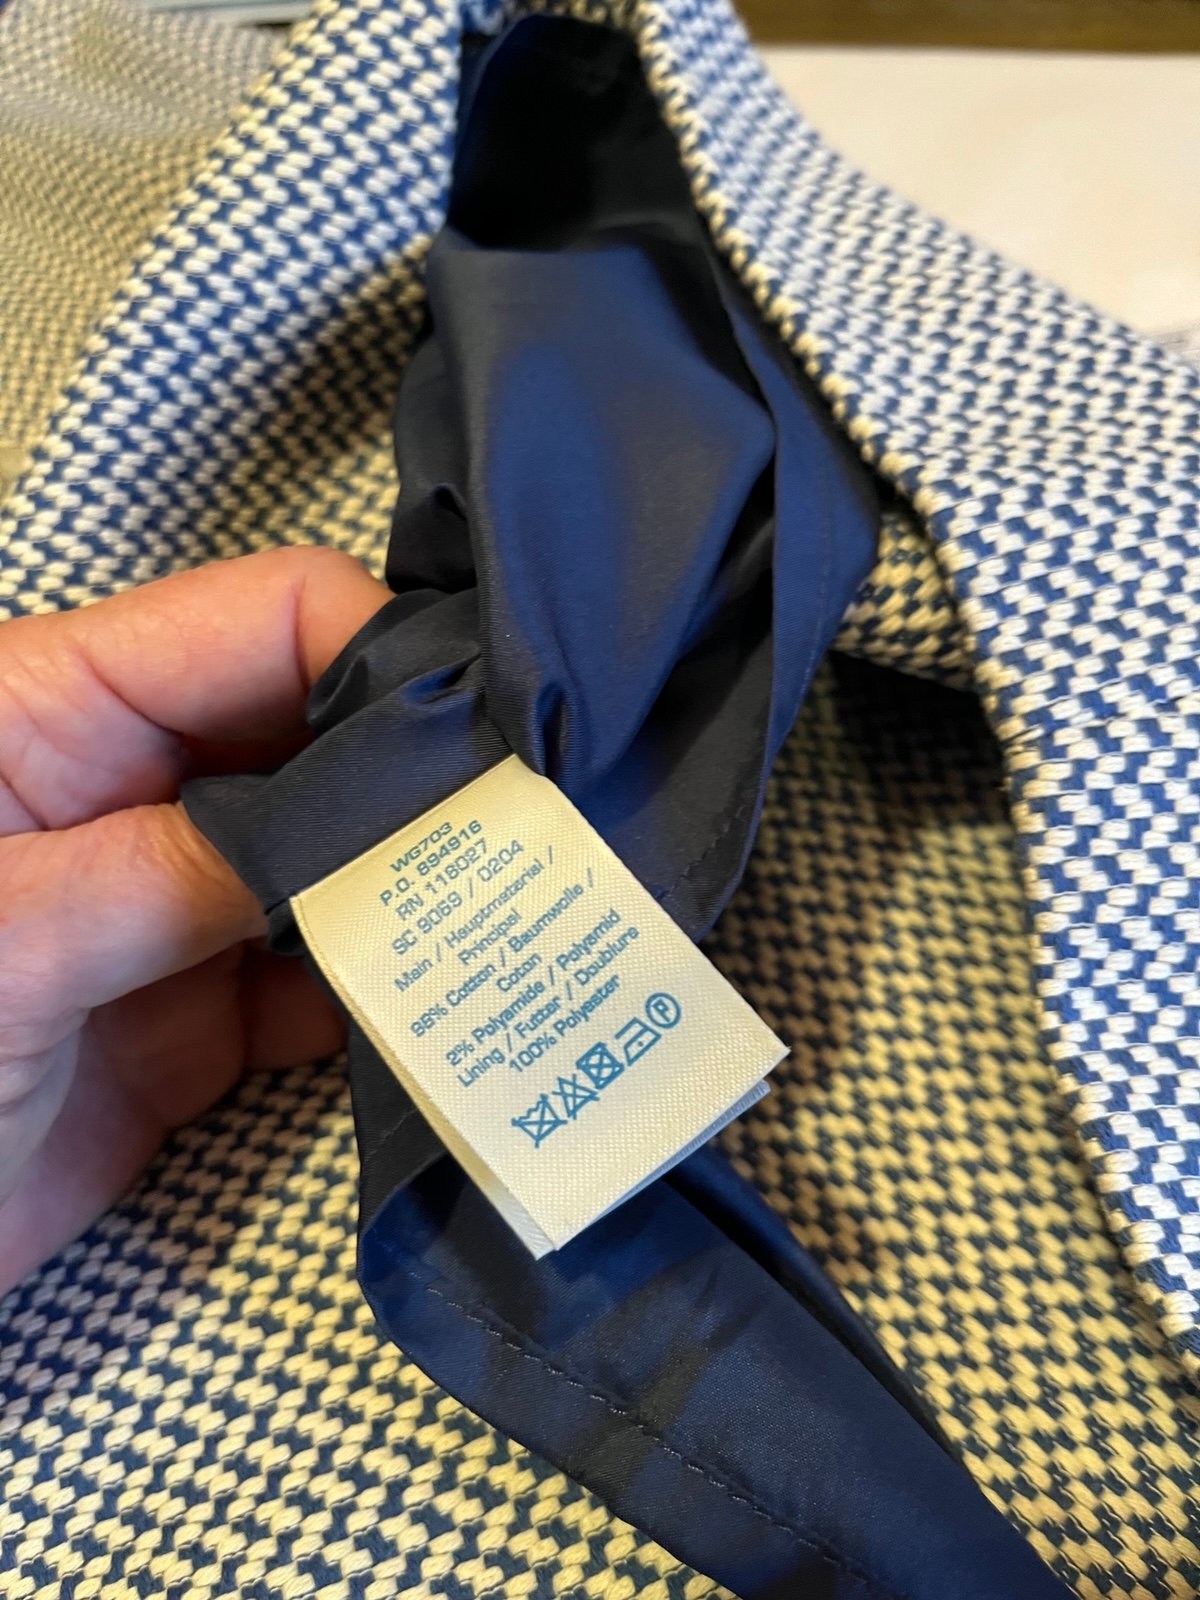 WG703
P.O. 894916
RN 116027
SC 9069 / 0204
Main / Hauptmaterial /
Principal
98% Cotton / Baumwolle /
Coton
2% Polyamide / Polyamid
Lining / Futter / Doublure
100% Polyester
P